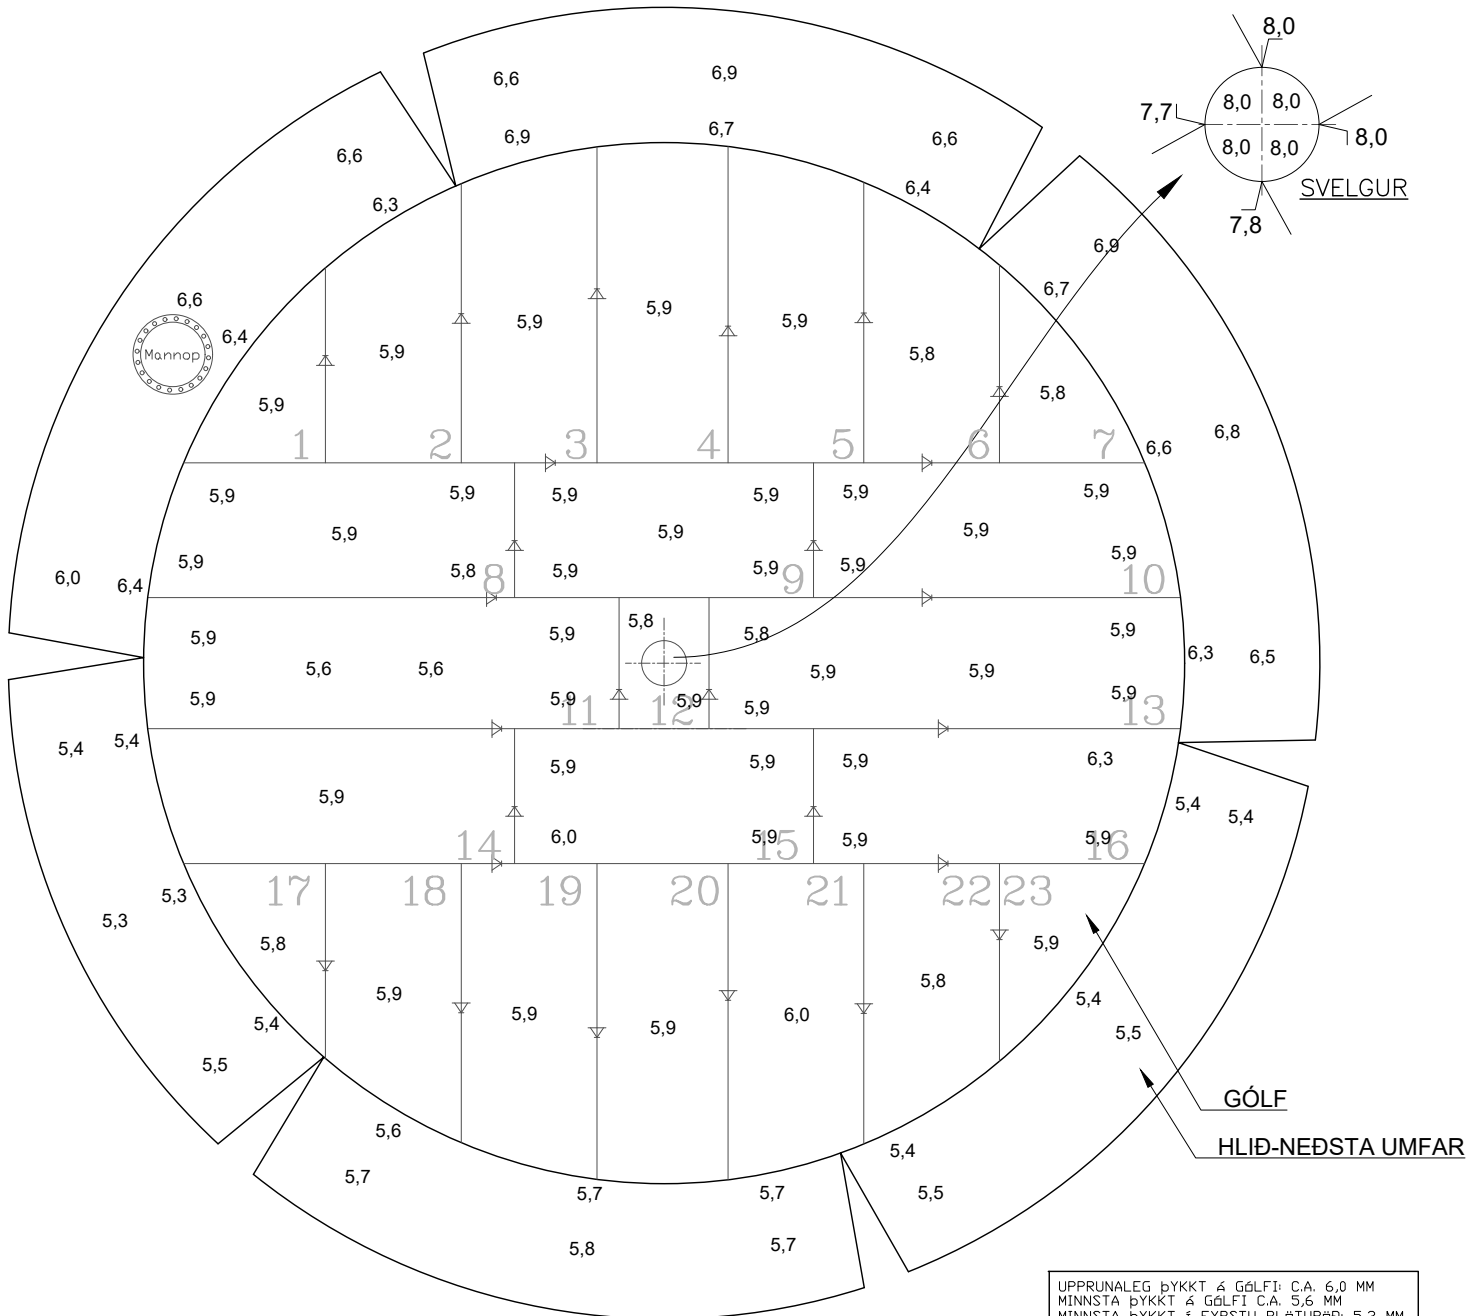 6,6 6,9 8,0
7,7 8,0 8,0
6,9 6,7 6,6 8,0
6,6 8,0 8,0
6,3 6,4 SVELGUR
7,8
6,9
6,7
6,6 5,9 5,9 5,9
6,4
Mannop 5,9 5,8
5,9 5,8
1 2 3 4 5 6 7 6,8
6,6
5,9 5,9 5,9 5,9 5,9 5,9
5,9 5,9 5,9
5,9 5,8 5,9 5,9 5,9 5,9
6,0 6,4 8 9 10
5,9 5,9 5,8 5,8 5,9
5,6 5,6 5,9 5,9 6,3 6,5
5,9 5,9 5,9 5,9 5,9
11 12 13
5,4 5,4
5,9 5,9 5,9 6,3
5,9
6,0 5,9 5,9 5,9 5,4 5,4
14 15 16
17 18 19 20 21 22 23
5,3 5,3
5,8 5,9
5,9 5,8
5,4 5,9 5,9 6,0 5,4
5,5 5,5
GÓLF
5,6 HLIÐ-NEÐSTA UMFAR
5,4
5,7 5,7 5,7 5,5
5,8 5,7
UPPRUNALEG ÞYKKT Á GÓLFI: C.A. 6,0 MM
MINNSTA ÞYKKT Á GÓLFI C.A. 5,6 MM